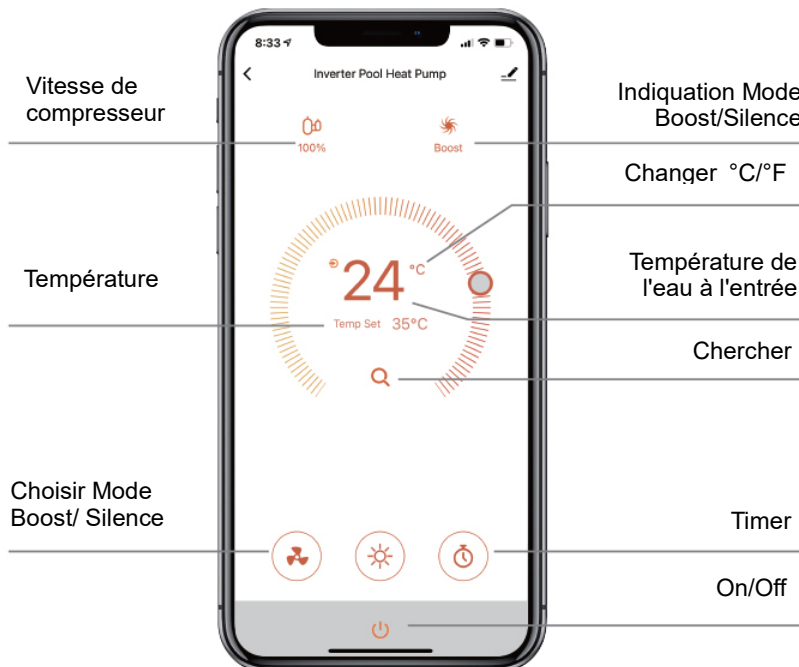 8:33
Inverter Pool Heat Pump
Vitesse de
compresseur
Indiquation Mode
Boost/Silence
100%
Boost
Changer °C/°F
24 °C
Température de
l'eau à l'entrée
Température
Temp Set 35°C
Chercher
Choisir Mode
Boost/ Silence
Timer
On/Off